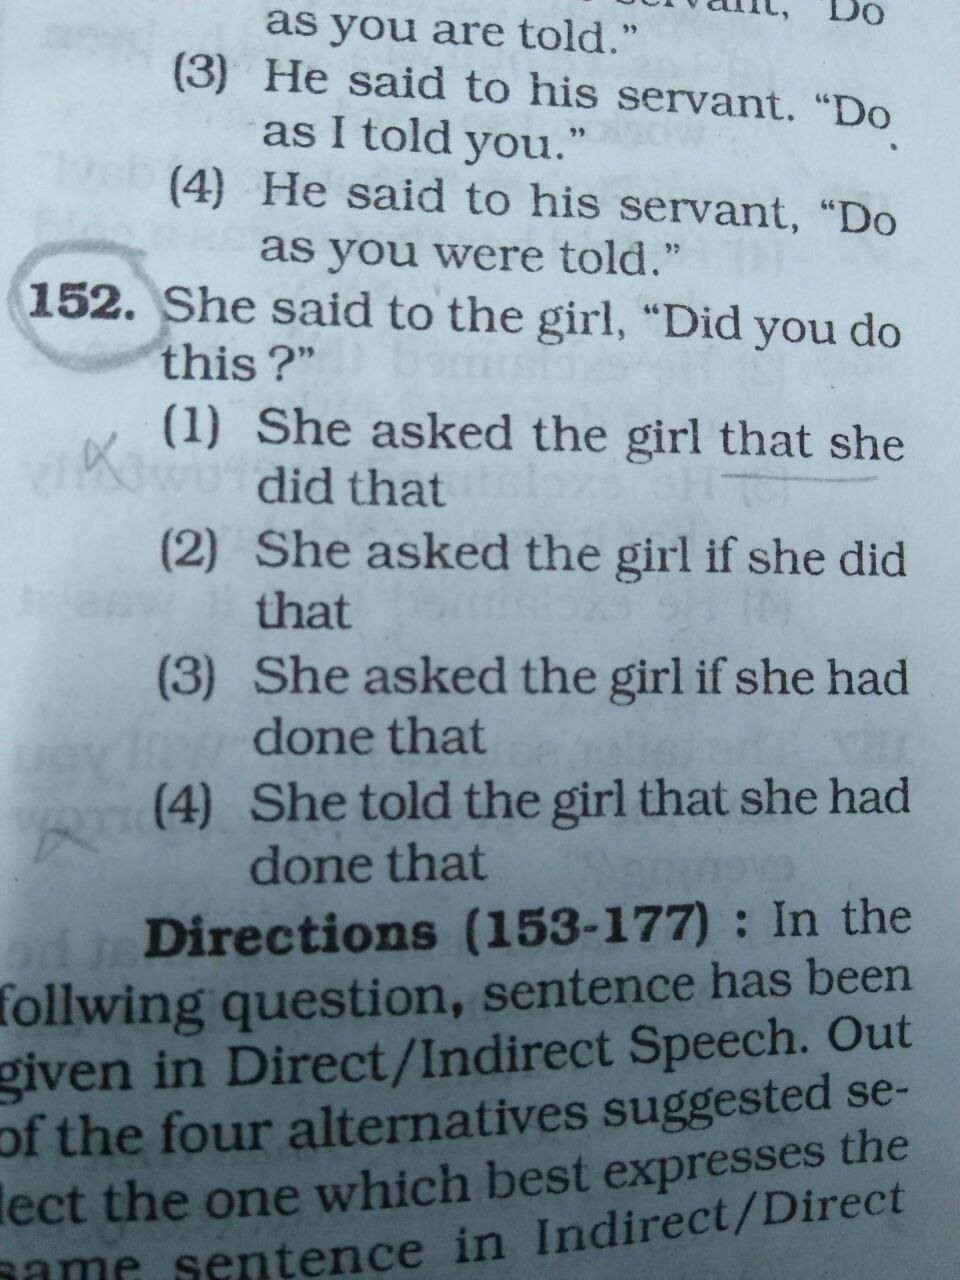 servant, "Do
as you are told."
(3) He said to his servant. "Do
as I told you."
(4) He said to his servant, "Do
as you were told."
152. She said to the girl, "Did you do
this ?"
(1) She asked the girl that she
did that
(2) She asked the girl if she did
that
(3) She asked the girl if she had
done that
(4) She told the girl that she had
done that
Directions (153-177) : In the
follwing question, sentence has been
given in Direct/Indirect Speech. Out
of the four alternatives suggested se-
lect the one which best expresses the
same sentence in Indirect/Direct